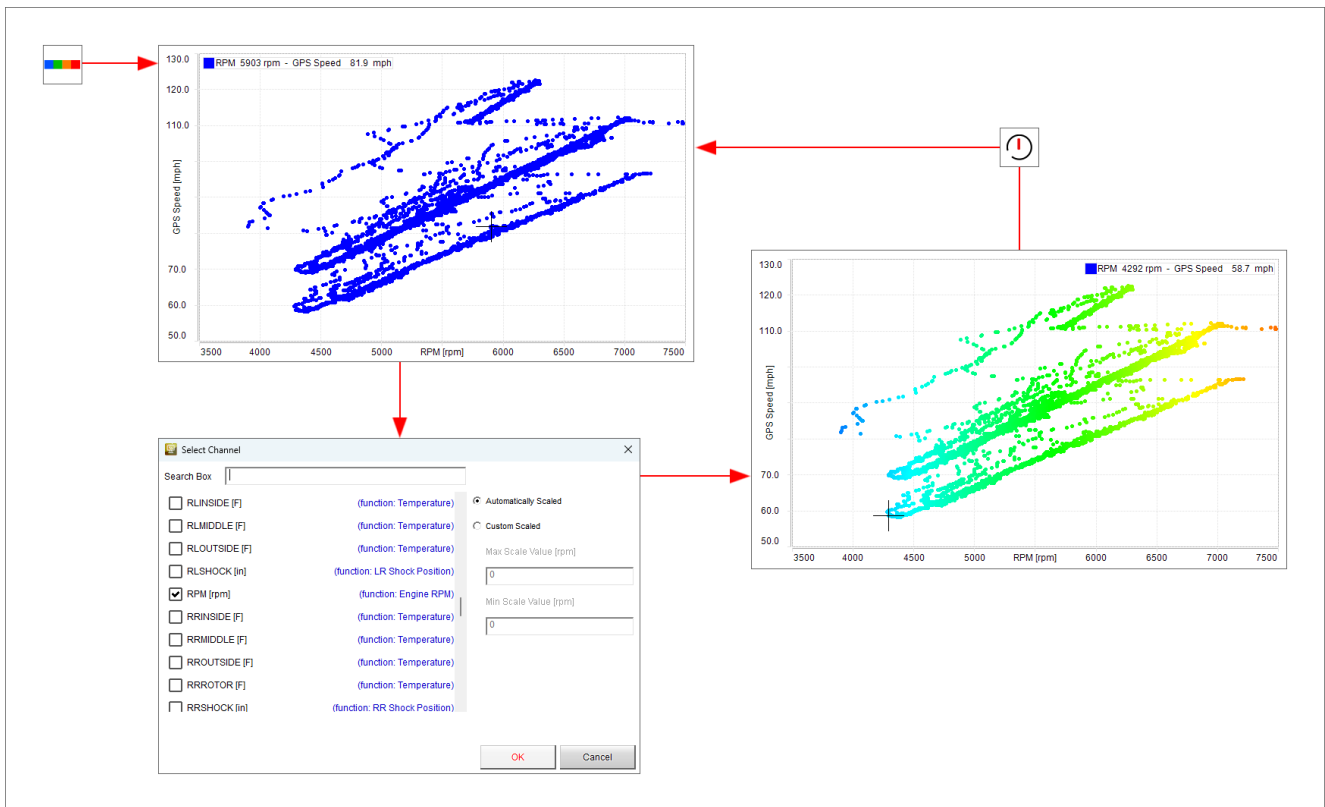 RPM 5903 rpm - GPS Speed 81.9 mph
130.0
120.0
110.0
GPS Speed [mph]
70.0
60.0
50.0
3500 4000 4500 5000 RPM [rpm] 6000 6500 7000 7500
RPM 4292 rpm - GPS Speed 58.7 mph
130.0
120.0
110.0
GPS Speed [mph]
70.0
60.0
50.0
3500 4000 4500 5000 RPM [rpm] 6000 6500 7000 7500
Select Channel
Search Box
RLINSIDE [F] (function: Temperature)
RLMIDDLE [F] (function: Temperature)
RLOUTSIDE [F] (function: Temperature)
RLSHOCK [in] (function: LR Shock Position)
RPM [rpm] (function: Engine RPM)
RRINSIDE [F] (function: Temperature)
RRMIDDLE [F] (function: Temperature)
RROUTSIDE [F] (function: Temperature)
RRROTOR [F] (function: Temperature)
RRSHOCK [in] (function: RR Shock Position)
Automatically Scaled
Custom Scaled
Max Scale Value [rpm]
0
Min Scale Value [rpm]
0
OK Cancel